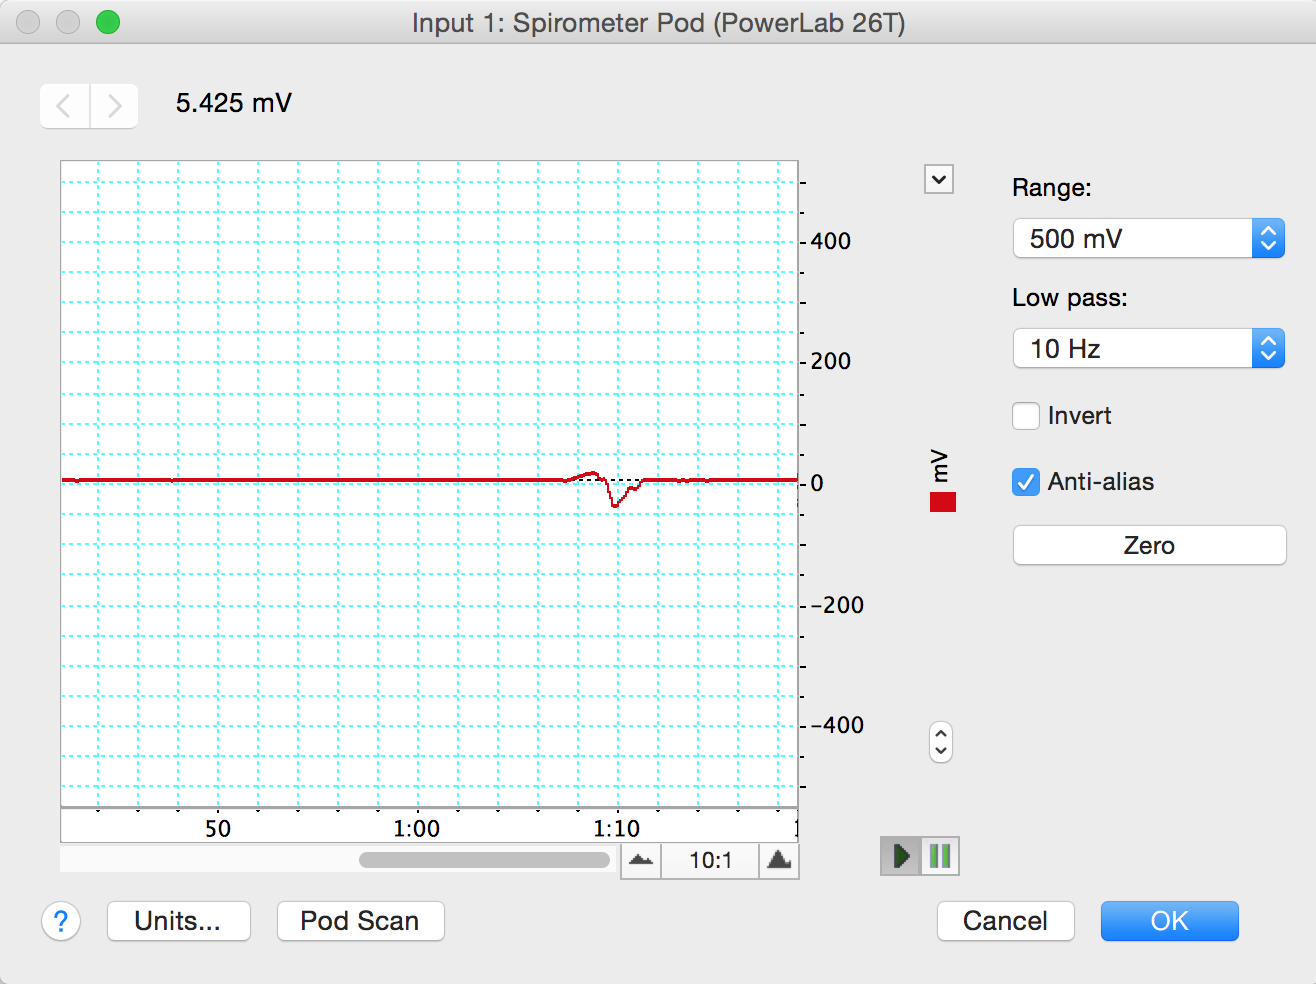 Input 1: Spirometer Pod (PowerLab 26T)
5.425 mV
Range:
500 mV
Low pass:
10 Hz
Invert
Anti-alias
Zero
400
200
0
−200
−400
mV
50
1:00
1:10
10:1
?
Units...
Pod Scan
Cancel
OK